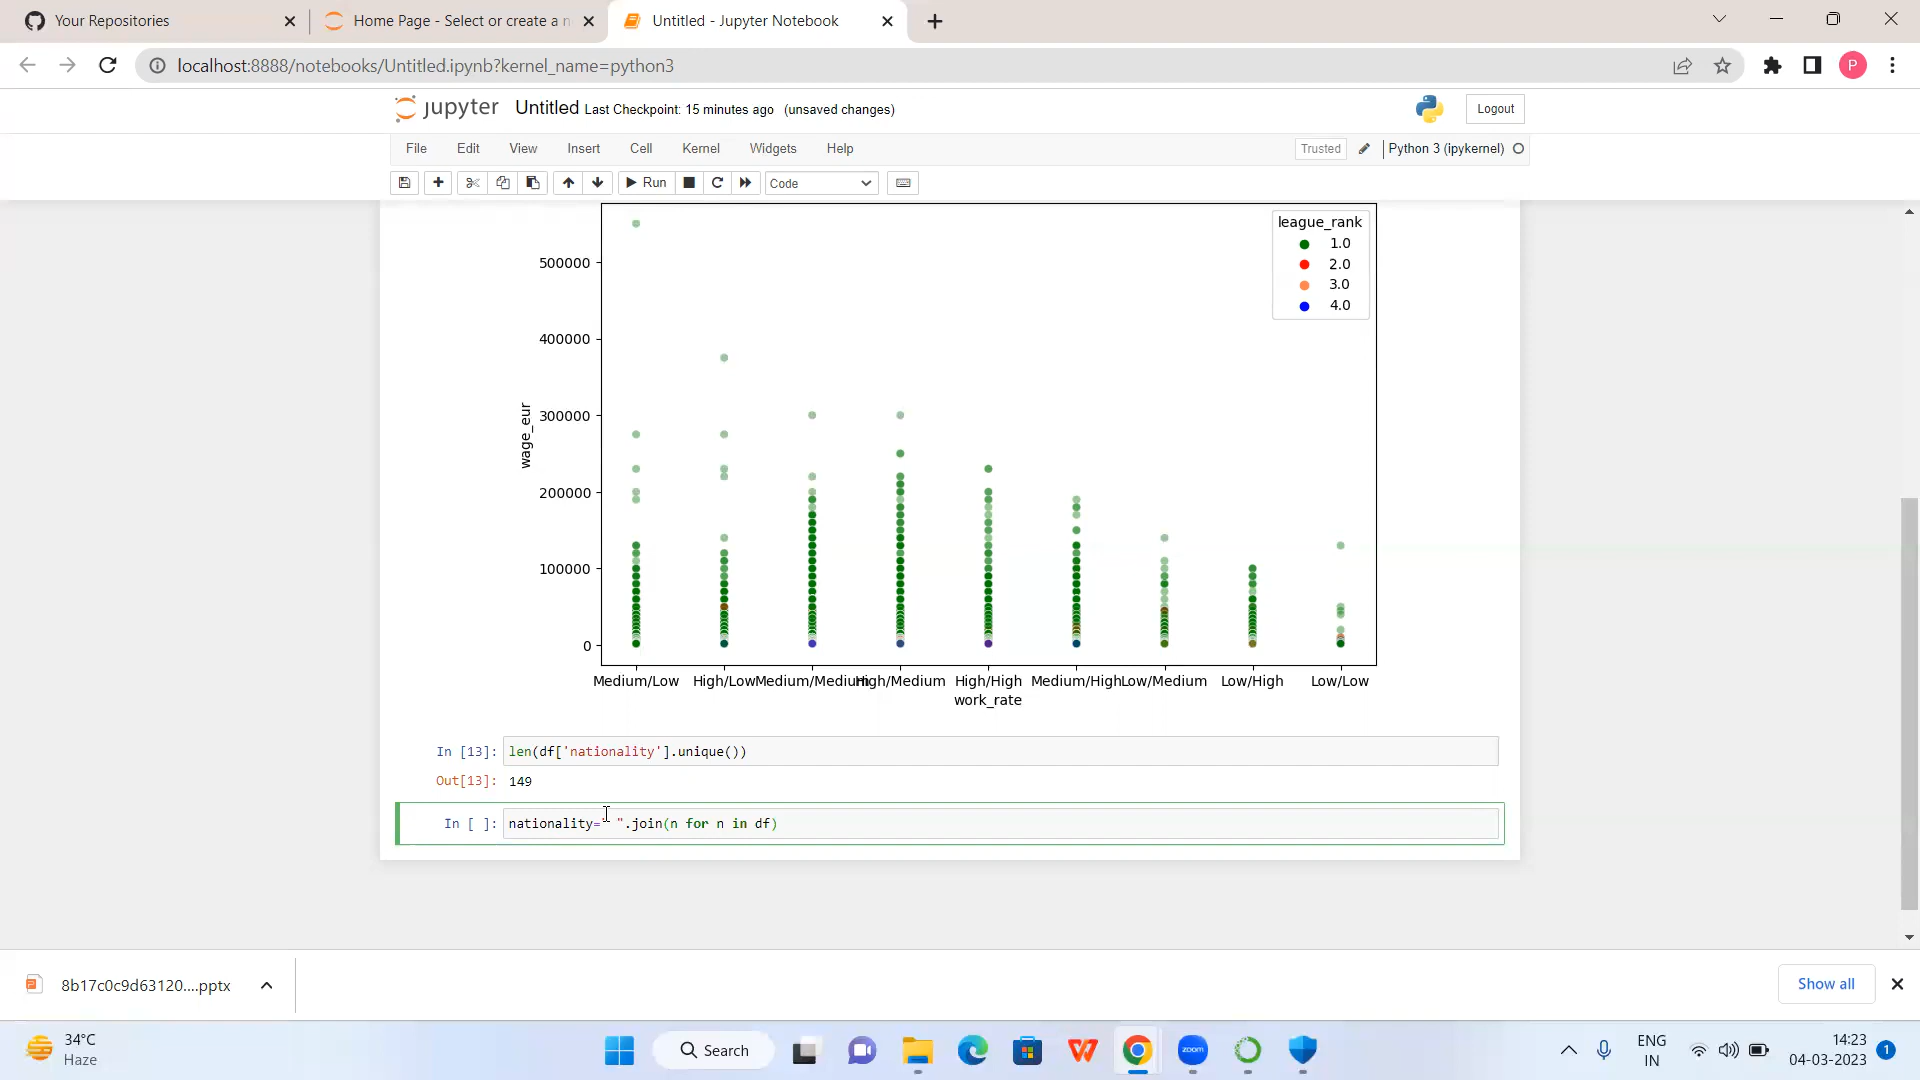 Your Repositories
Home Page - Select or create a n
Untitled - Jupyter Notebook
localhost:8888/notebooks/Untitled.ipynb?kernel_name=python3
P
jupyter Untitled Last Checkpoint: 15 minutes ago (unsaved changes)
Logout
File Edit View Insert Cell Kernel Widgets Help
Trusted
Python 3 (ipykernel)
Run
Code
league_rank
1.0
2.0
3.0
4.0
500000
400000
300000
200000
100000
0
wage_eur
Medium/Low High/Low Medium/Medium High/Medium High/High Medium/High Low/Medium Low/High Low/Low
work_rate
In [13]: len(df['nationality'].unique())
Out[13]: 149
In [ ]: nationality=" ".join(n for n in df)
8b17c0c9d63120....pptx
Show all
34°C
Haze
Search
W
zoom
ENG
IN
14:23
04-03-2023
1